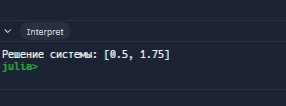 Interpret
Решение системы: [0.5, 1.75]
julia>